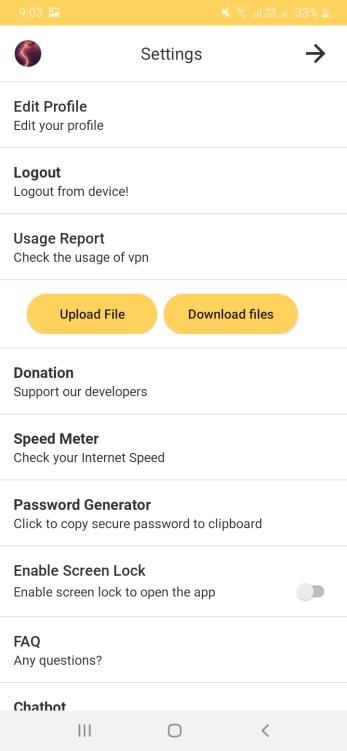 9:03
33%
Settings
Edit Profile
Edit your profile
Logout
Logout from device!
Usage Report
Check the usage of vpn
Upload File
Download files
Donation
Support our developers
Speed Meter
Check your Internet Speed
Password Generator
Click to copy secure password to clipboard
Enable Screen Lock
Enable screen lock to open the app
FAQ
Any questions?
Chatbot